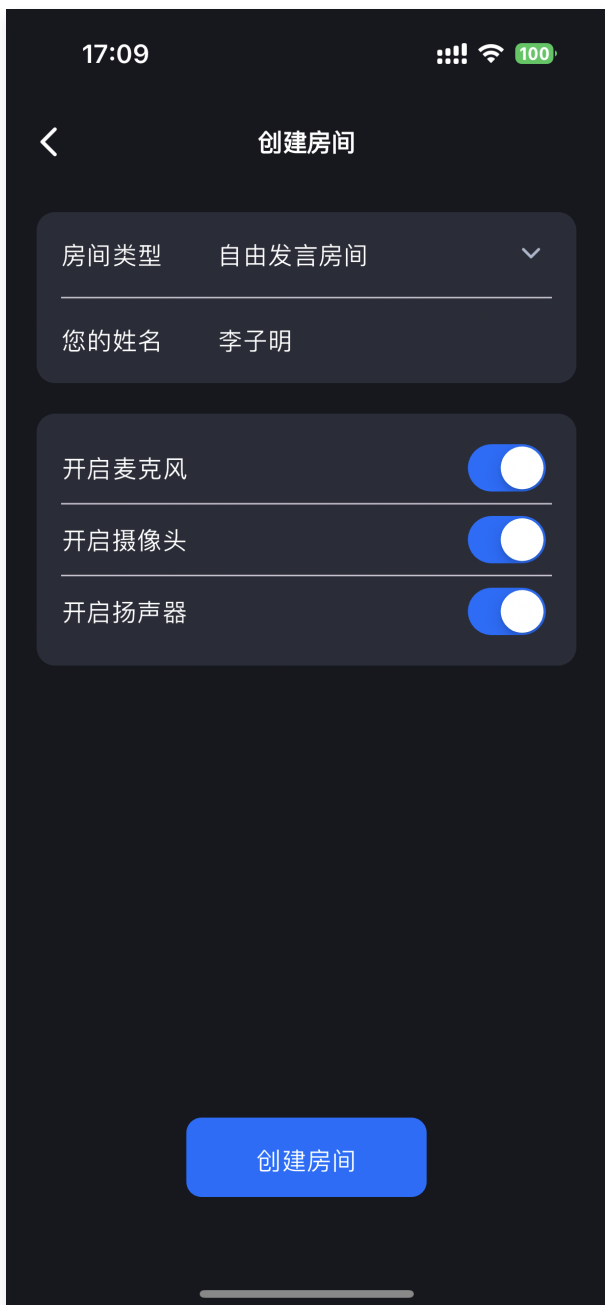 17:09 100
创建房间
房间类型 自由发言房间
您的姓名 李子明
开启麦克风
开启摄像头
开启扬声器
创建房间